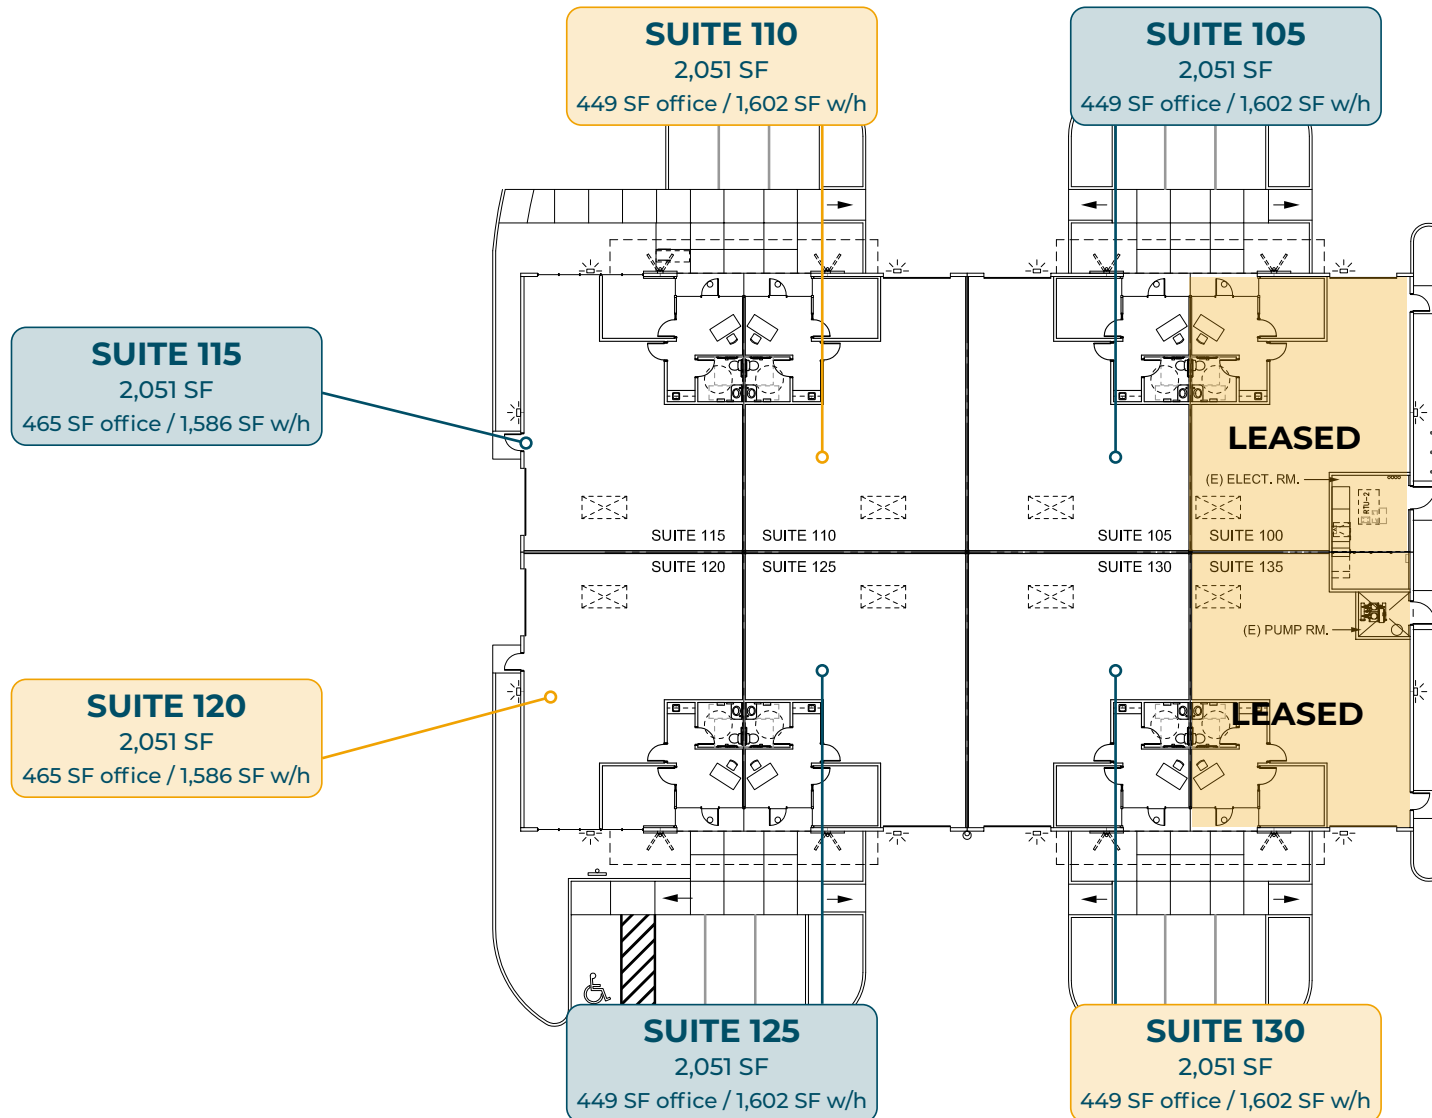 SUITE 110
2,051 SF
449 SF office / 1,602 SF w/h
SUITE 105
2,051 SF
449 SF office / 1,602 SF w/h
SUITE 115
2,051 SF
465 SF office / 1,586 SF w/h
LEASED
(E) ELECT. RM.
RTU-2
SUITE 115
SUITE 110
SUITE 105
SUITE 100
SUITE 120
SUITE 125
SUITE 130
SUITE 135
(E) PUMP RM.
SUITE 120
2,051 SF
465 SF office / 1,586 SF w/h
LEASED
SUITE 125
2,051 SF
449 SF office / 1,602 SF w/h
SUITE 130
2,051 SF
449 SF office / 1,602 SF w/h